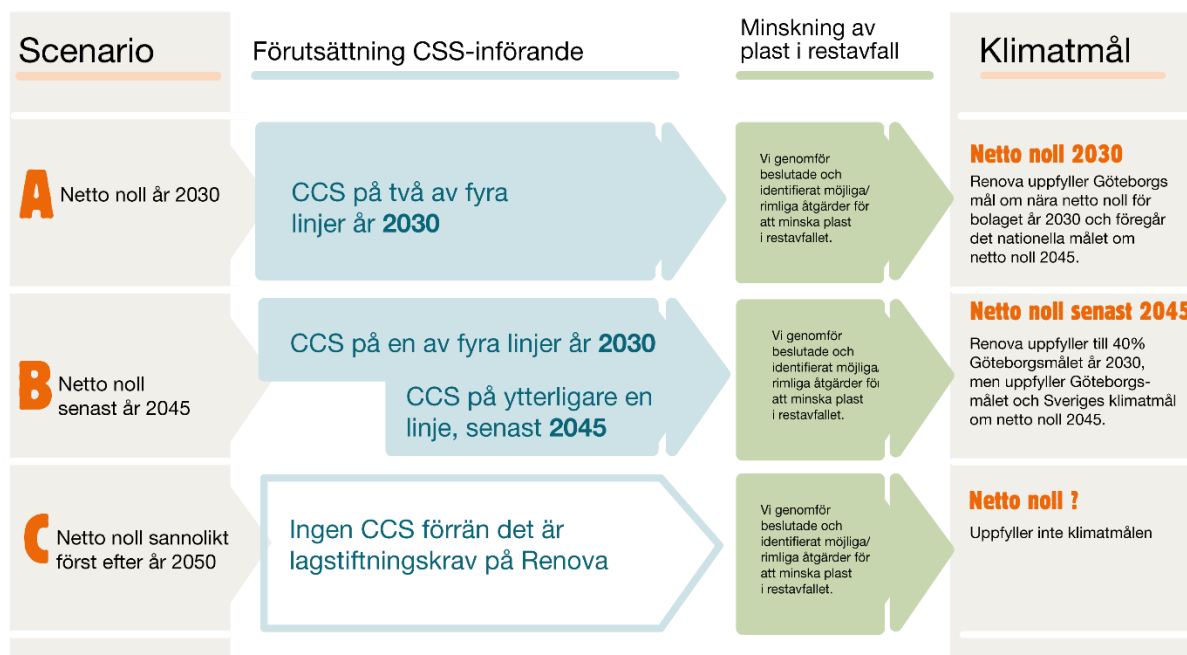 Scenario
Förutsättning CSS-införande
Minskning av
plast i restavfall
Klimatmål
A
Netto noll år 2030
CCS på två av fyra
linjer år 2030
Vi genomför
beslutade och
identifierat möjliga/
rimliga åtgärder för
att minska plast
i restavfallet.
Netto noll 2030
Renova uppfyller Göteborgs
mål om nära netto noll för
bolaget år 2030 och föregår
det nationella målet om
netto noll 2045.
B
Netto noll
senast år 2045
CCS på en av fyra linjer år 2030
CCS på ytterligare en
linje, senast 2045
Vi genomför
beslutade och
identifierat möjliga
rimliga åtgärder för
att minska plast
i restavfallet.
Netto noll senast 2045
Renova uppfyller till 40%
Göteborgsmålet år 2030,
men uppfyller Göteborgs-
målet och Sveriges klimatmål
om netto noll 2045.
C
Netto noll sannolikt
först efter år 2050
Ingen CCS förrän det är
lagstiftningskrav på Renova
Vi genomför
beslutade och
identifierat möjliga/
rimliga åtgärder för
att minska plast
i restavfallet.
Netto noll ?
Uppfyller inte klimatmålen